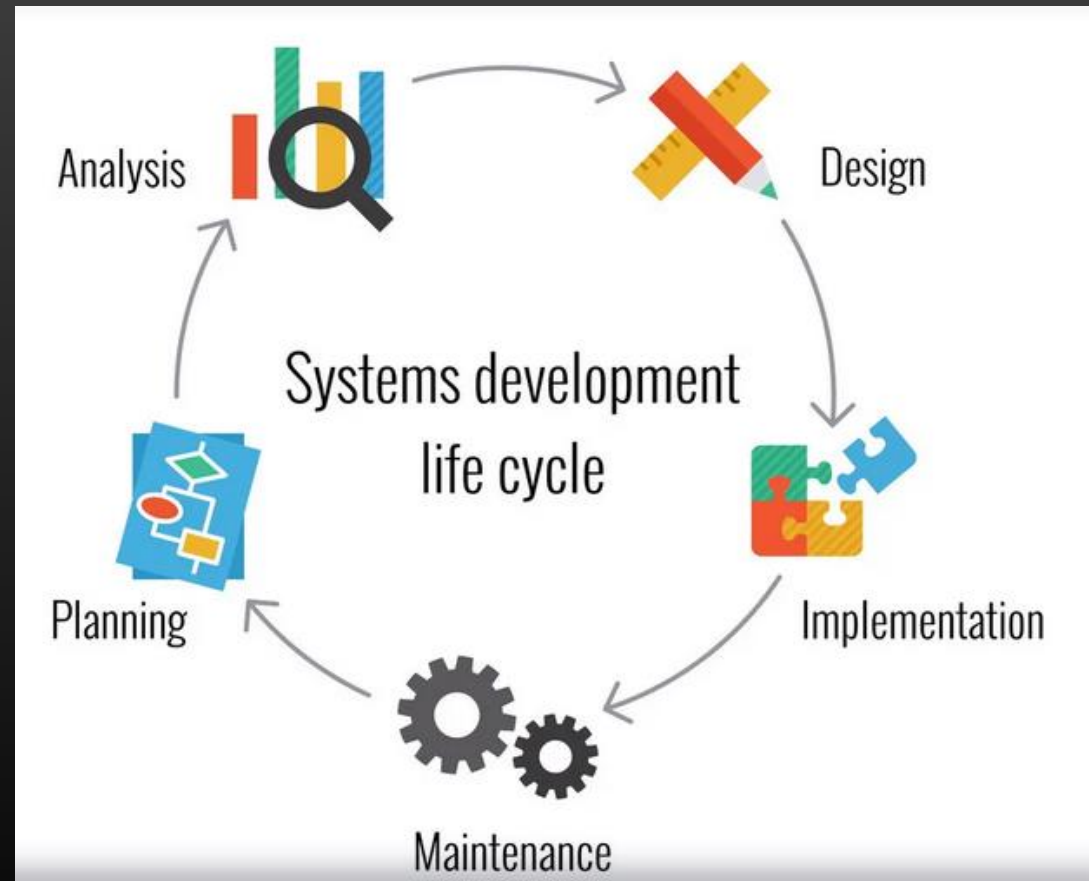 Analysis
Design
Systems development
life cycle
Planning
Implementation
Maintenance